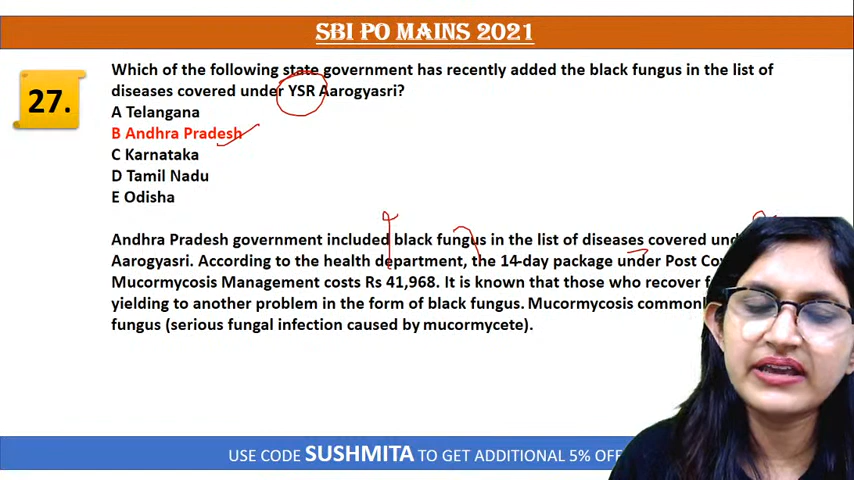 SBI PO MAINS 2021
27.
Which of the following state government has recently added the black fungus in the list of
diseases covered under YSR Aarogyasri?
A Telangana
B Andhra Pradesh
C Karnataka
D Tamil Nadu
E Odisha
Andhra Pradesh government included black fungus in the list of diseases covered
Aarogyasri. According to the health department, the 14-day package under Post
Mucormycosis Management costs Rs 41,968. It is known that those who recover
yielding to another problem in the form of black fungus. Mucormycosis
fungus (serious fungal infection caused by mucormycete).
USE CODE SUSHMITA TO GET ADDITIONAL 5% OFF